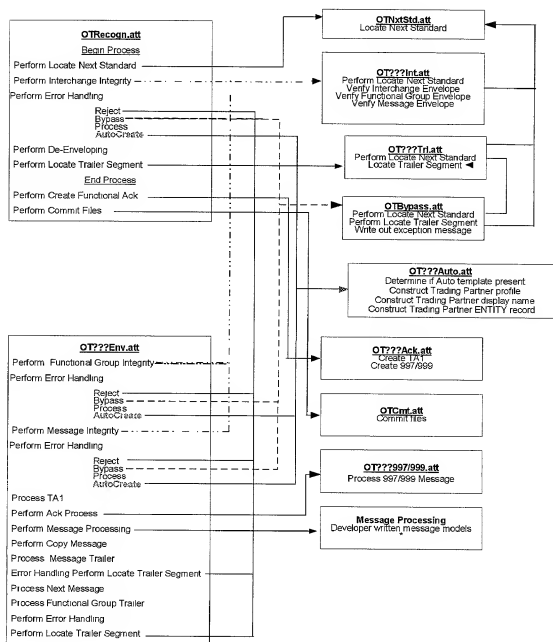 OTRecogn.att
Begin Process
Perform Locate Next Standard
Perform Interchange Integrity
Perform Error Handling
Reject
Bypass
Process
AutoCreate
Perform De-Enveloping
Perform Locate Trailer Segment
End Process
Perform Create Functional Ack
Perform Commit Files
OTNxtStd.att
Locate Next Standard
OT???Int.att
Perform Locate Next Standard
Verify Interchange Envelope
Verify Functional Group Envelope
Verify Message Envelope
OT???Trl.att
Perform Locate Next Standard
Locate Trailer Segment
OTBypass.att
Perform Locate Next Standard
Perform Locate Trailer Segment
Write out exception message
OT???Auto.att
Determine if Auto template present
Construct Trading Partner profile
Construct Trading Partner display name
Construct Trading Partner ENTITY record
OT???Env.att
Perform Functional Group Integrity
Perform Error Handling
Reject
Bypass
Process
AutoCreate
Perform Message Integrity
Perform Error Handling
Reject
Bypass
Process
AutoCreate
Process TA1
Perform Ack Process
Perform Message Processing
Perform Copy Message
Process Message Trailer
Error Handling Perform Locate Trailer Segment
Process Next Message
Process Functional Group Trailer
Perform Error Handling
Perform Locate Trailer Segment
OT???Ack.att
Create TA1
Create 997/999
OTCmt.att
Commit files
OT???997/999.att
Process 997/999 Message
Message Processing
Developer written message models
*